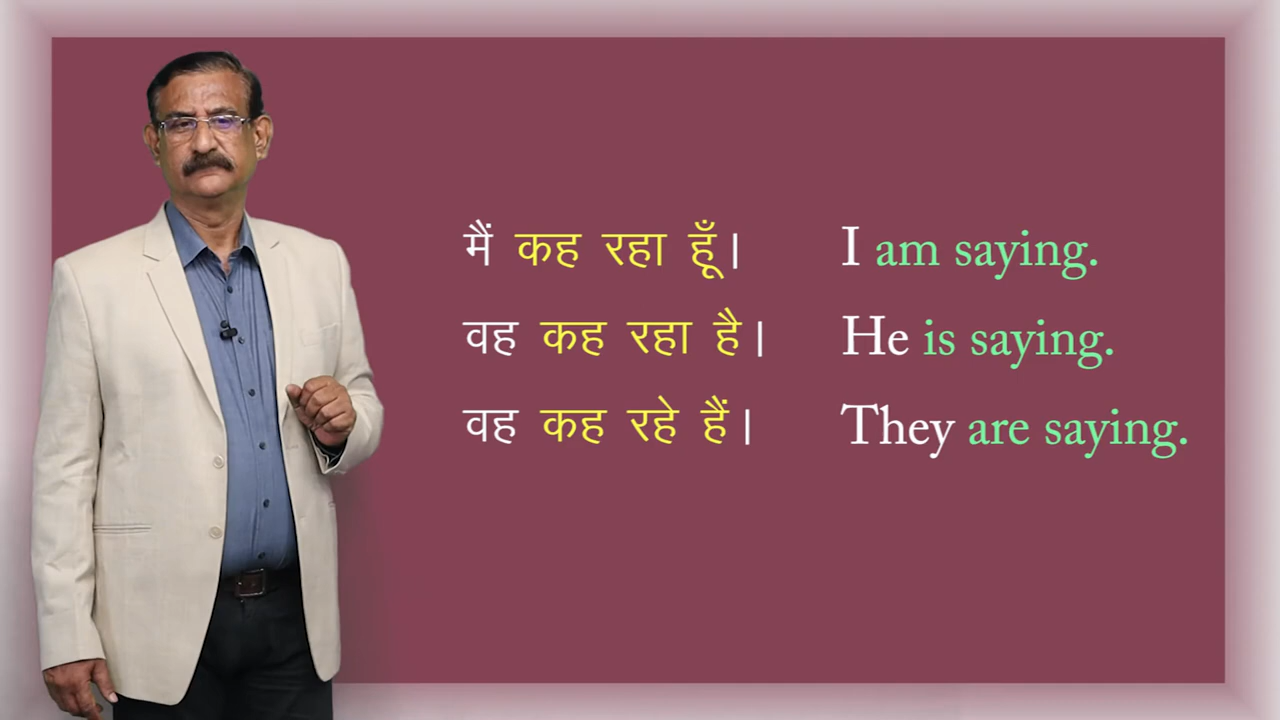 मैं कह रहा हूँ। I am saying.
वह कह रहा है। He is saying.
वह कह रहे हैं। They are saying.